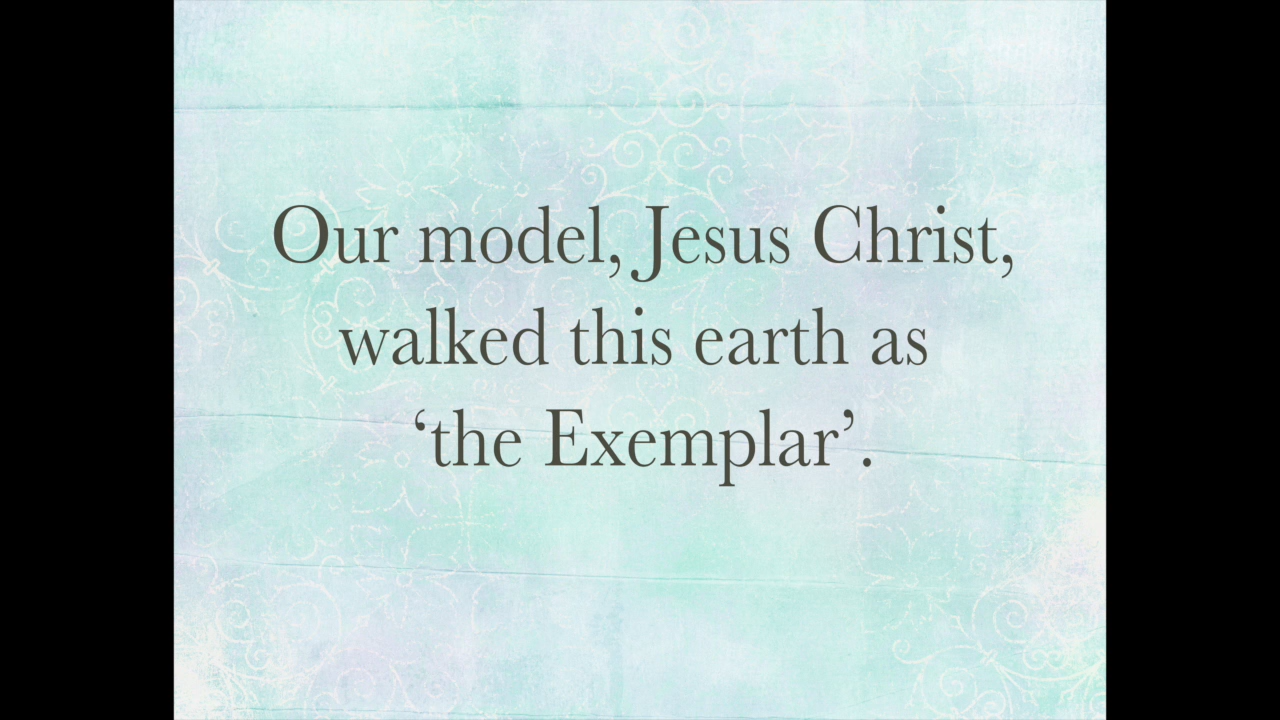 Our model, Jesus Christ,
walked this earth as
‘the Exemplar’.